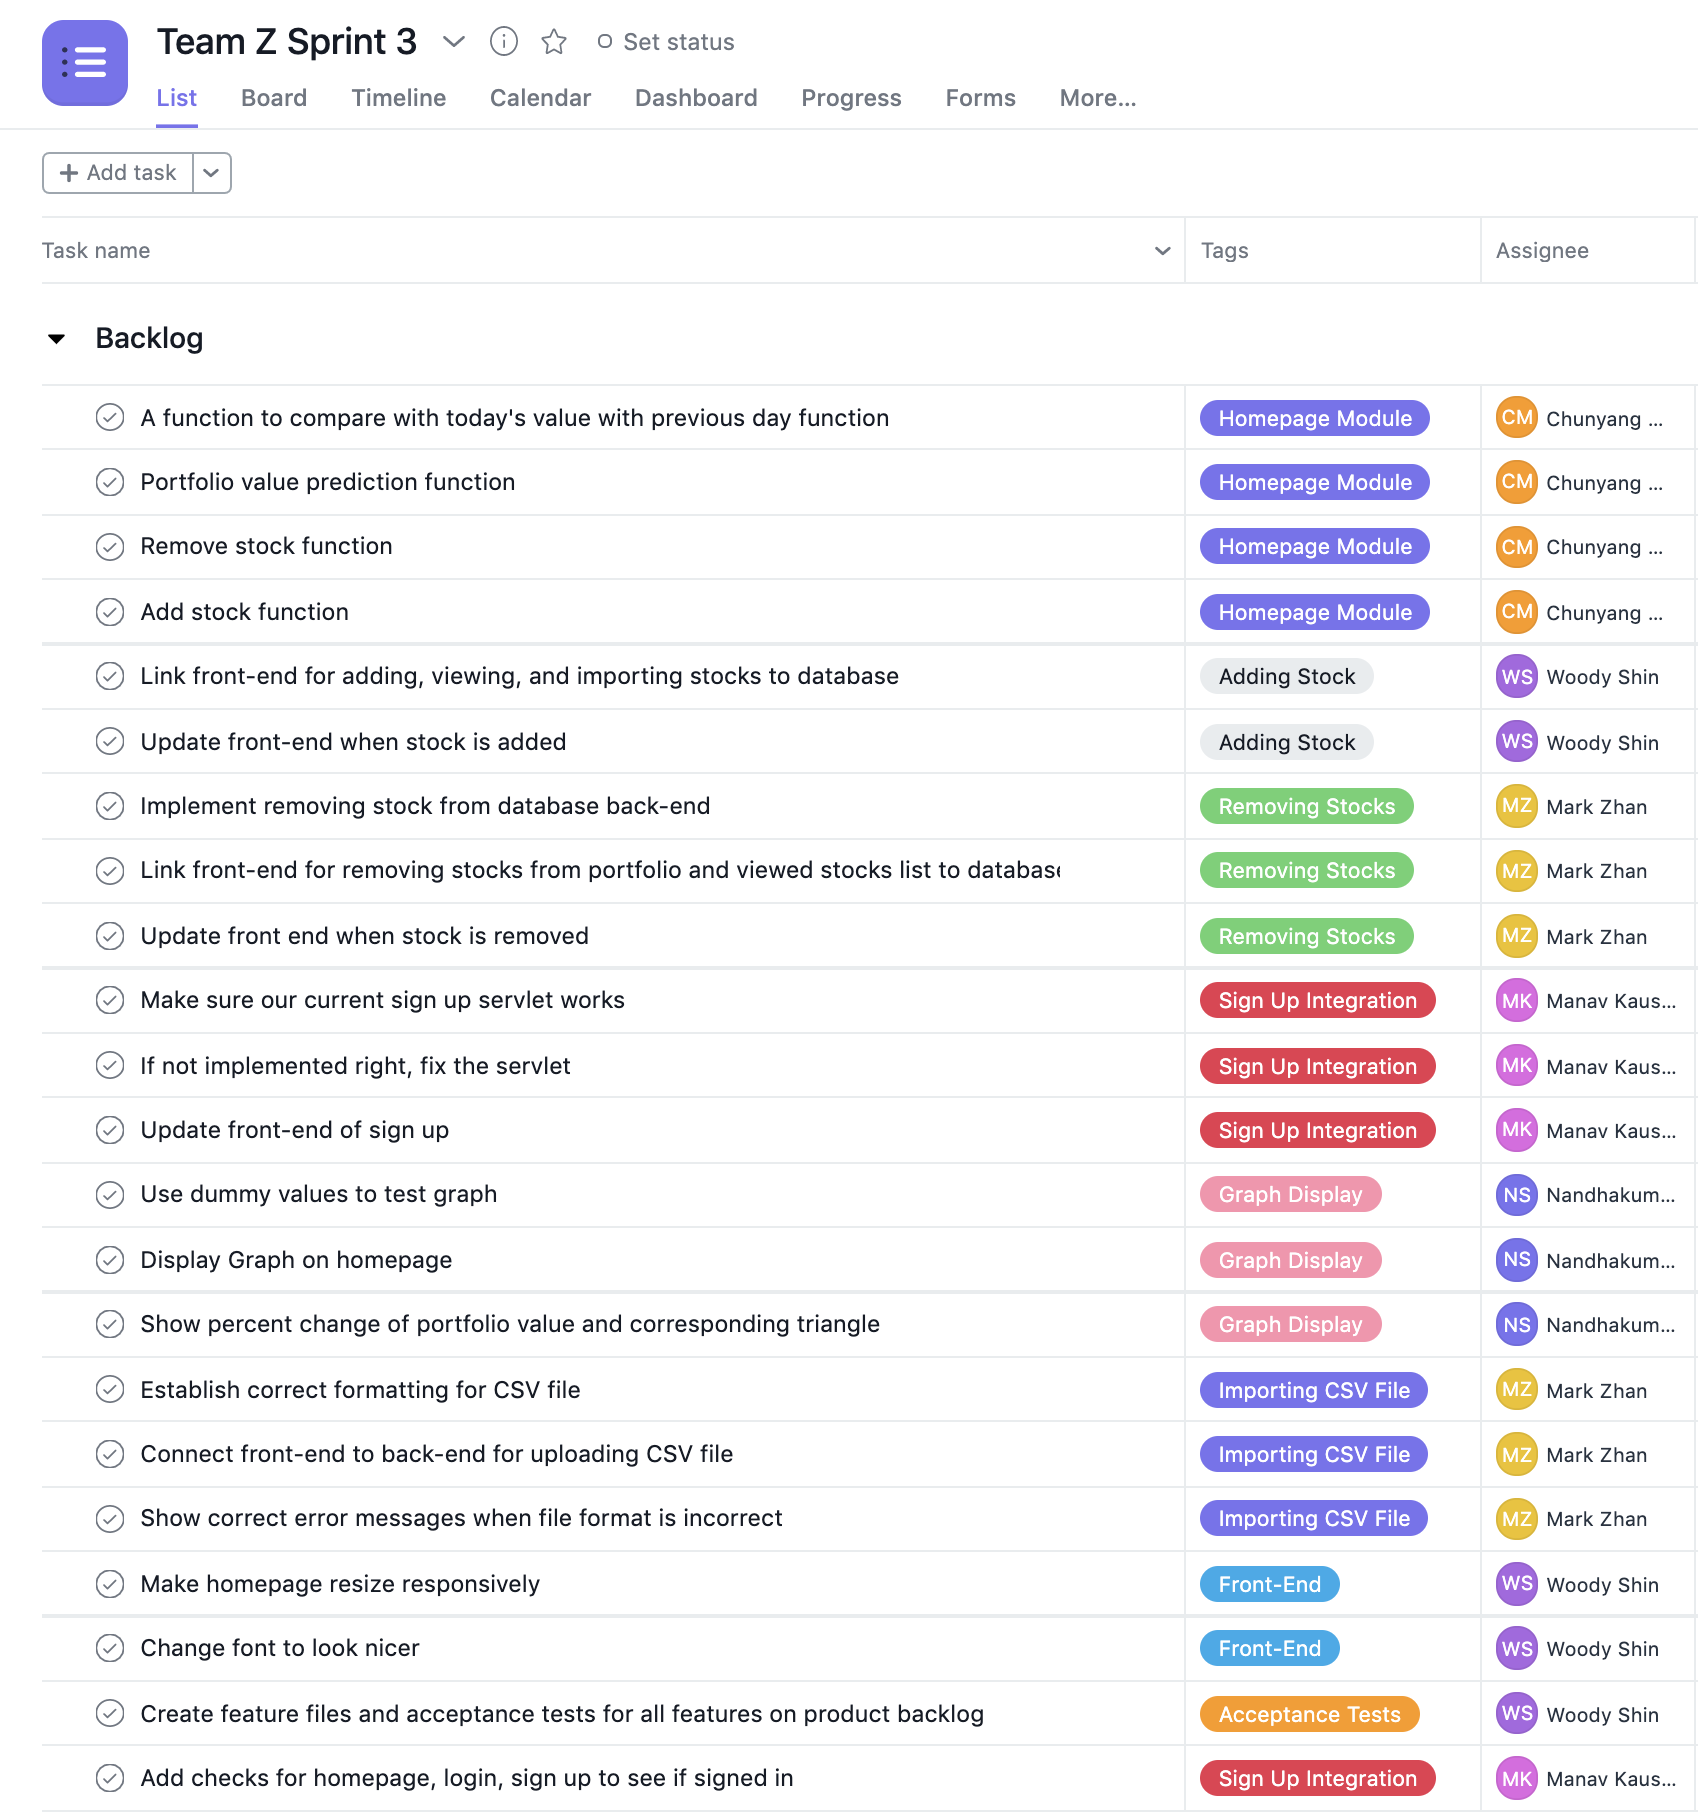 Team Z Sprint 3 Set status
List Board Timeline Calendar Dashboard Progress Forms More...
Add task
Task name Tags Assignee
Backlog
A function to compare with today's value with previous day function Homepage Module CM Chunyang ...
Portfolio value prediction function Homepage Module CM Chunyang ...
Remove stock function Homepage Module CM Chunyang ...
Add stock function Homepage Module CM Chunyang ...
Link front-end for adding, viewing, and importing stocks to database Adding Stock WS Woody Shin
Update front-end when stock is added Adding Stock WS Woody Shin
Implement removing stock from database back-end Removing Stocks MZ Mark Zhan
Link front-end for removing stocks from portfolio and viewed stocks list to database Removing Stocks MZ Mark Zhan
Update front end when stock is removed Removing Stocks MZ Mark Zhan
Make sure our current sign up servlet works Sign Up Integration MK Manav Kaus...
If not implemented right, fix the servlet Sign Up Integration MK Manav Kaus...
Update front-end of sign up Sign Up Integration MK Manav Kaus...
Use dummy values to test graph Graph Display NS Nandhakum...
Display Graph on homepage Graph Display NS Nandhakum...
Show percent change of portfolio value and corresponding triangle Graph Display NS Nandhakum...
Establish correct formatting for CSV file Importing CSV File MZ Mark Zhan
Connect front-end to back-end for uploading CSV file Importing CSV File MZ Mark Zhan
Show correct error messages when file format is incorrect Importing CSV File MZ Mark Zhan
Make homepage resize responsively Front-End WS Woody Shin
Change font to look nicer Front-End WS Woody Shin
Create feature files and acceptance tests for all features on product backlog Acceptance Tests WS Woody Shin
Add checks for homepage, login, sign up to see if signed in Sign Up Integration MK Manav Kaus...